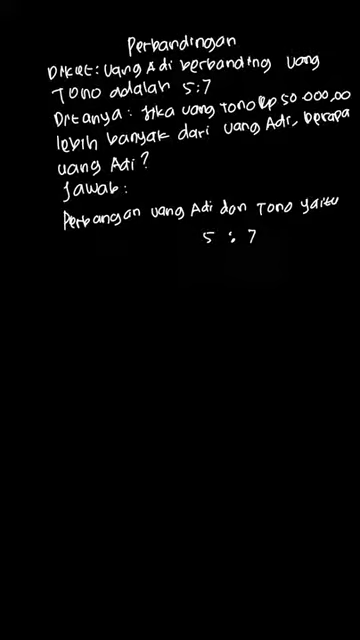 Perbandingan
Diket: Uang Adi berbanding uang
Tono adalah 5:7
Ditanya: Jika uang Tono Rp 50.000,00
lebih banyak dari uang Adi, berapa
uang Adi?
Jawab:
Perbangan uang Adi dan Tono yaitu
5 : 7